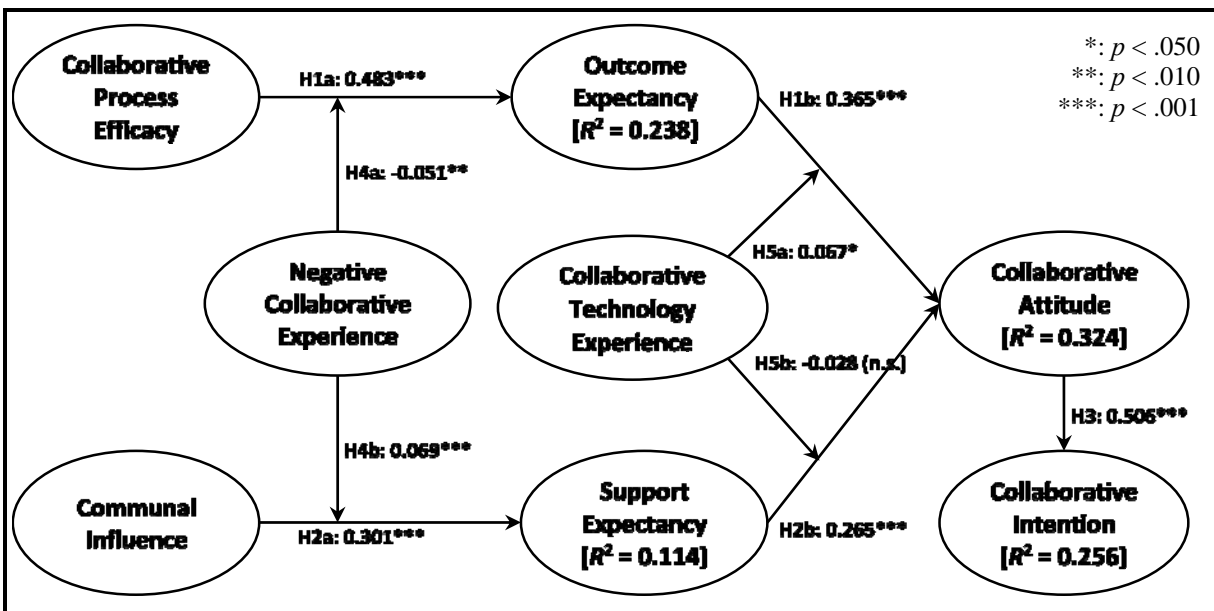 Collaborative
Process
Efficacy
H1a: 0.483***
Outcome
Expectancy
[R² = 0.238]
H1b: 0.365***
*: p < .050
**: p < .010
***: p < .001
H4a: -0.051**
Negative
Collaborative
Experience
Collaborative
Technology
Experience
H5a: 0.067*
Collaborative
Attitude
[R² = 0.324]
H5b: -0.028 (n.s.)
H4b: 0.069***
H3: 0.506***
Communal
Influence
H2a: 0.301***
Support
Expectancy
[R² = 0.114]
H2b: 0.265***
Collaborative
Intention
[R² = 0.256]